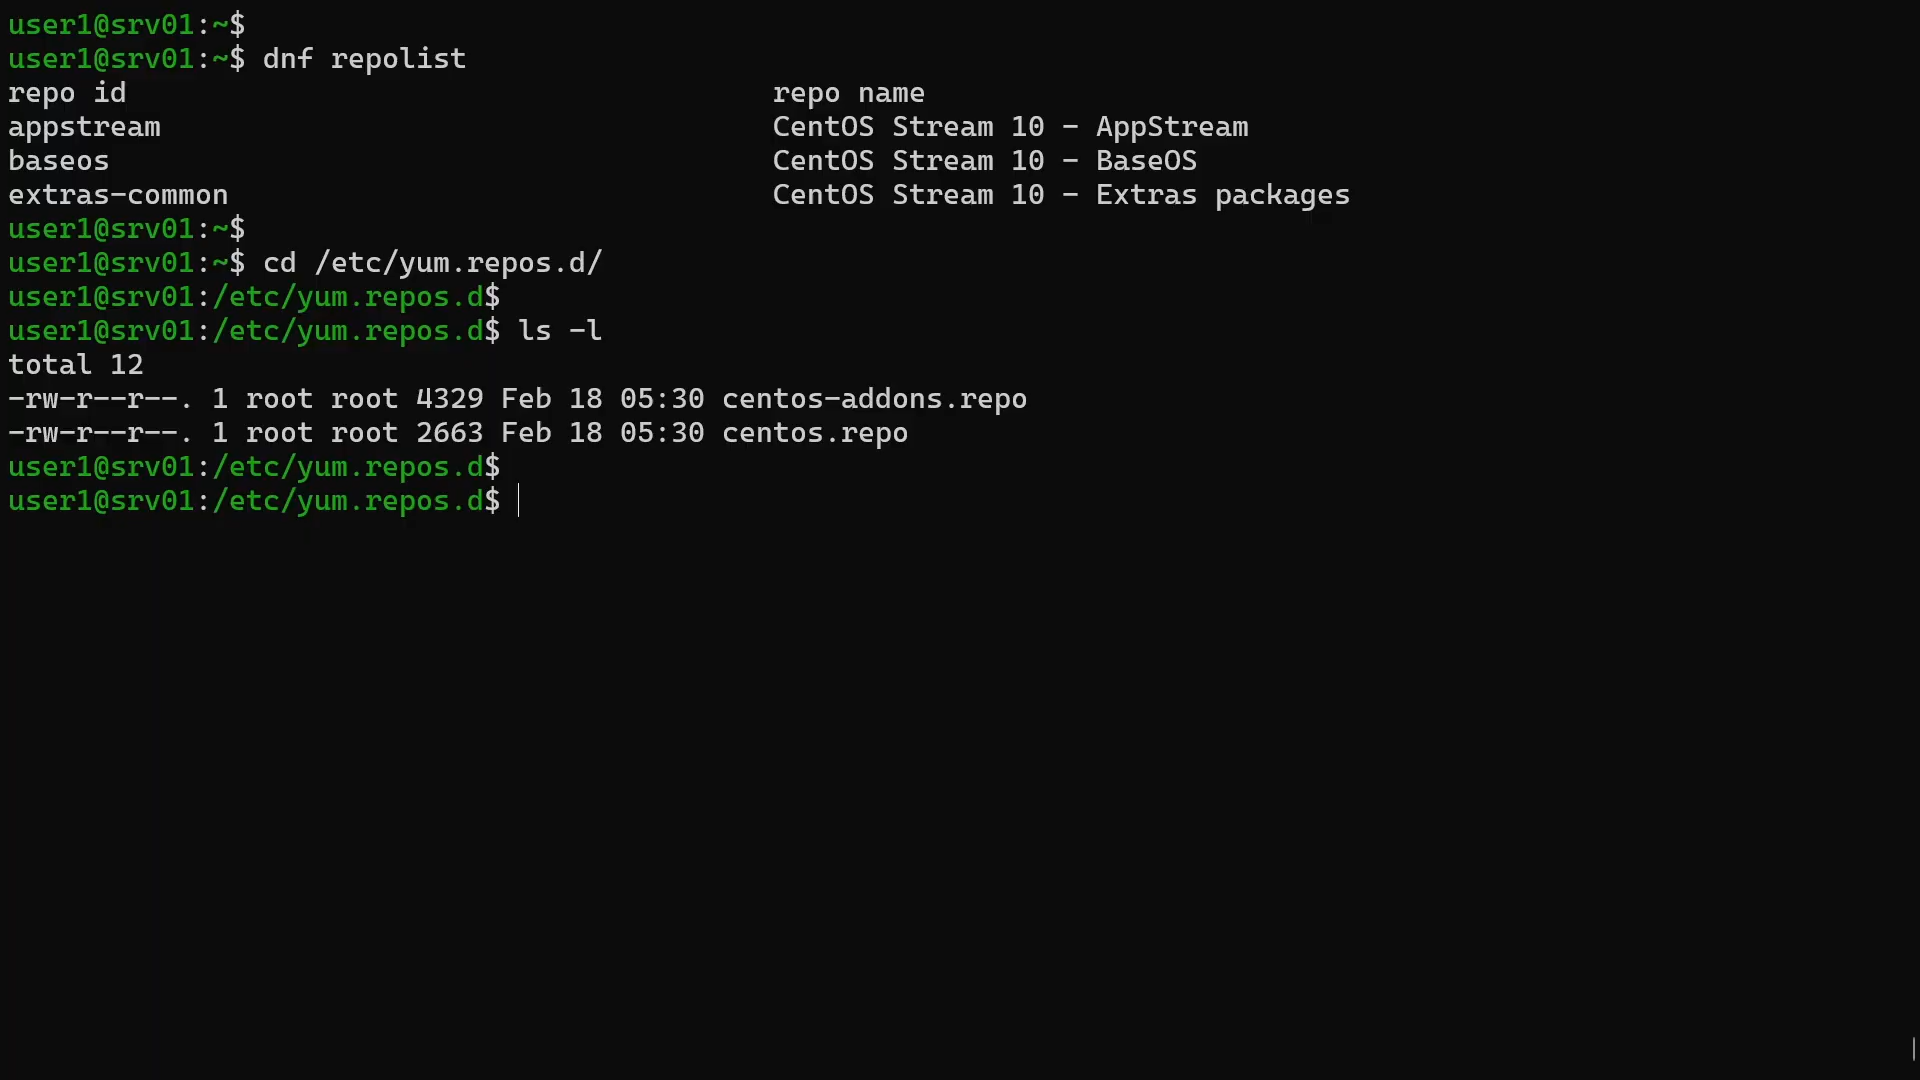 user1@srv01:~$
user1@srv01:~$ dnf repolist
repo id                                      repo name
appstream                                    CentOS Stream 10 - AppStream
baseos                                       CentOS Stream 10 - BaseOS
extras-common                                CentOS Stream 10 - Extras packages
user1@srv01:~$
user1@srv01:~$ cd /etc/yum.repos.d/
user1@srv01:/etc/yum.repos.d$
user1@srv01:/etc/yum.repos.d$ ls -l
total 12
-rw-r--r--. 1 root root 4329 Feb 18 05:30 centos-addons.repo
-rw-r--r--. 1 root root 2663 Feb 18 05:30 centos.repo
user1@srv01:/etc/yum.repos.d$
user1@srv01:/etc/yum.repos.d$